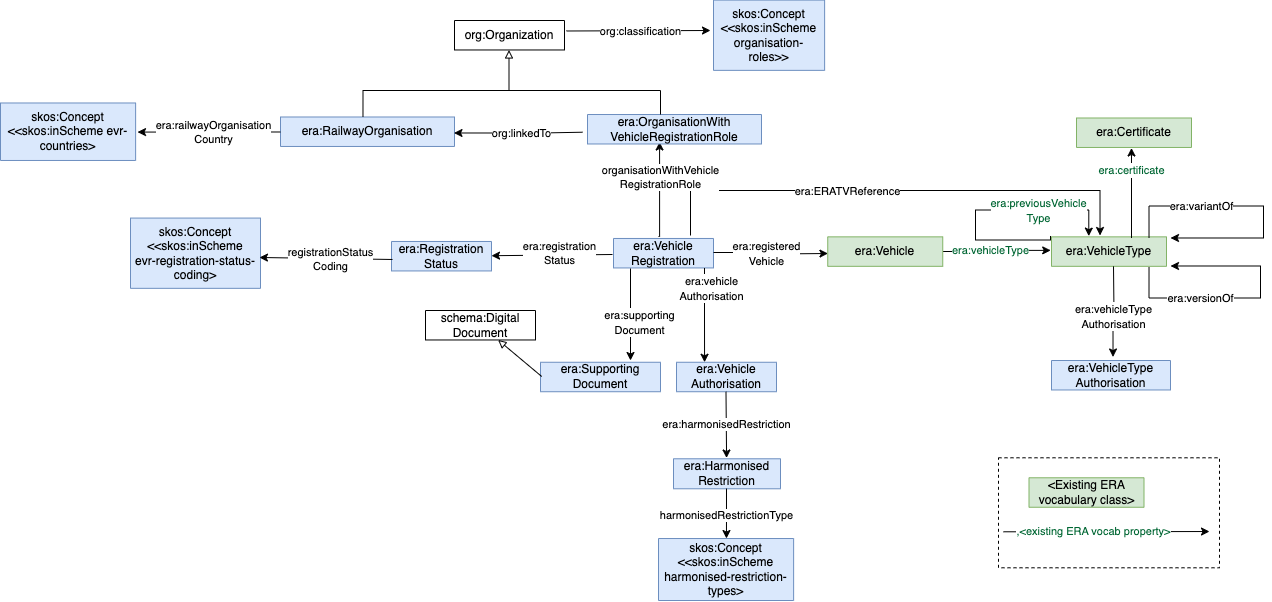 org:Organization
org:classification
skos:Concept
<<skos:inScheme
organisation-
roles>>
skos:Concept
<<skos:inScheme evr-
countries>
era:railwayOrganisation
Country
era:RailwayOrganisation
org:linkedTo
era:OrganisationWith
VehicleRegistrationRole
era:Certificate
era:certificate
organisationWithVehicle
RegistrationRole
era:ERATVReference
era:previousVehicle
Type
era:variantOf
skos:Concept
<<skos:inScheme
evr-registration-status-
coding>
registrationStatus
Coding
era:Registration
Status
era:registration
Status
era:Vehicle
Registration
era:registered
Vehicle
era:Vehicle
era:vehicleType
era:VehicleType
era:versionOf
era:vehicle
Authorisation
era:supporting
Document
era:vehicleType
Authorisation
schema:Digital
Document
era:Supporting
Document
era:Vehicle
Authorisation
era:VehicleType
Authorisation
era:harmonisedRestriction
era:Harmonised
Restriction
harmonisedRestrictionType
skos:Concept
<<skos:inScheme
harmonised-restriction-
types>
<Existing ERA
vocabulary class>
,<existing ERA vocab property>